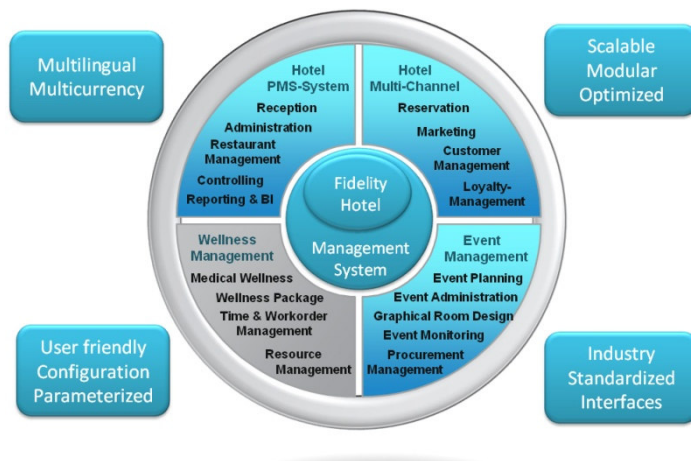 Multilingual
Multicurrency
Scalable
Modular
Optimized
Hotel
PMS-System
Reception
Administration
Restaurant
Management
Controlling
Reporting & BI
Hotel
Multi-Channel
Reservation
Marketing
Customer
Management
Loyalty-
Management
Fidelity
Hotel
Management
System
Wellness
Management
Medical Wellness
Wellness Package
Time & Workorder
Management
Resource
Management
Event
Management
Event Planning
Event Administration
Graphical Room Design
Event Monitoring
Procurement
Management
User friendly
Configuration
Parameterized
Industry
Standardized
Interfaces